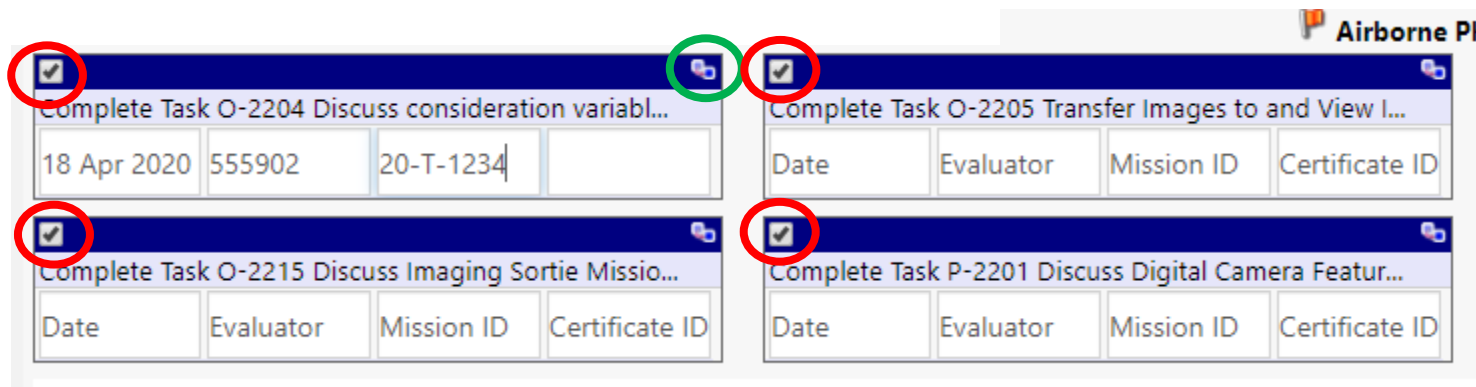 Airborne
Complete Task O-2204 Discuss consideration variabl...
18 Apr 2020 555902 20-T-1234
Complete Task O-2205 Transfer Images to and View I...
Date Evaluator Mission ID Certificate ID
Complete Task O-2215 Discuss Imaging Sortie Missio...
Date Evaluator Mission ID Certificate ID
Complete Task P-2201 Discuss Digital Camera Featur...
Date Evaluator Mission ID Certificate ID